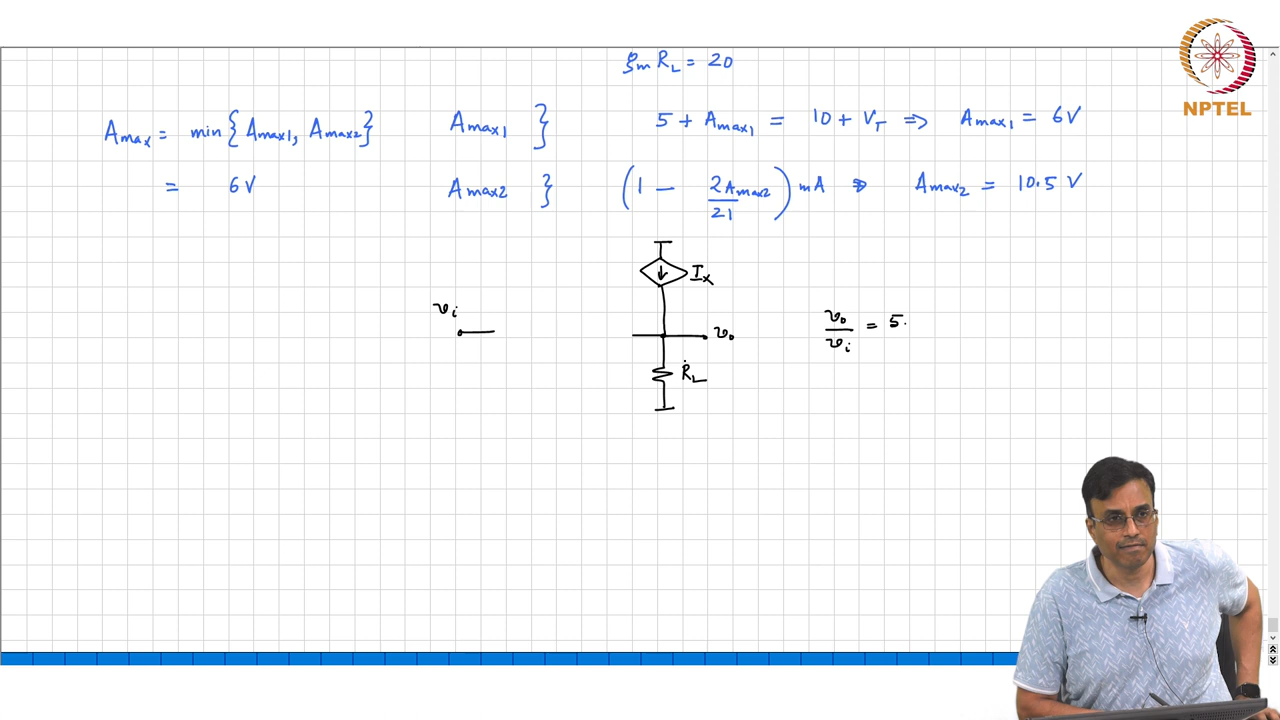 NPTEL
gm RL = 20
Amax = min{Amax1, Amax2} Amax1 } 5 + Amax1 = 10 + VT ⇒ Amax1 = 6V
= 6V Amax2 } (1 − 2Amax2/21) mA ⇒ Amax2 = 10.5 V
Ix
vi
vo
vo/vi = 5.
RL